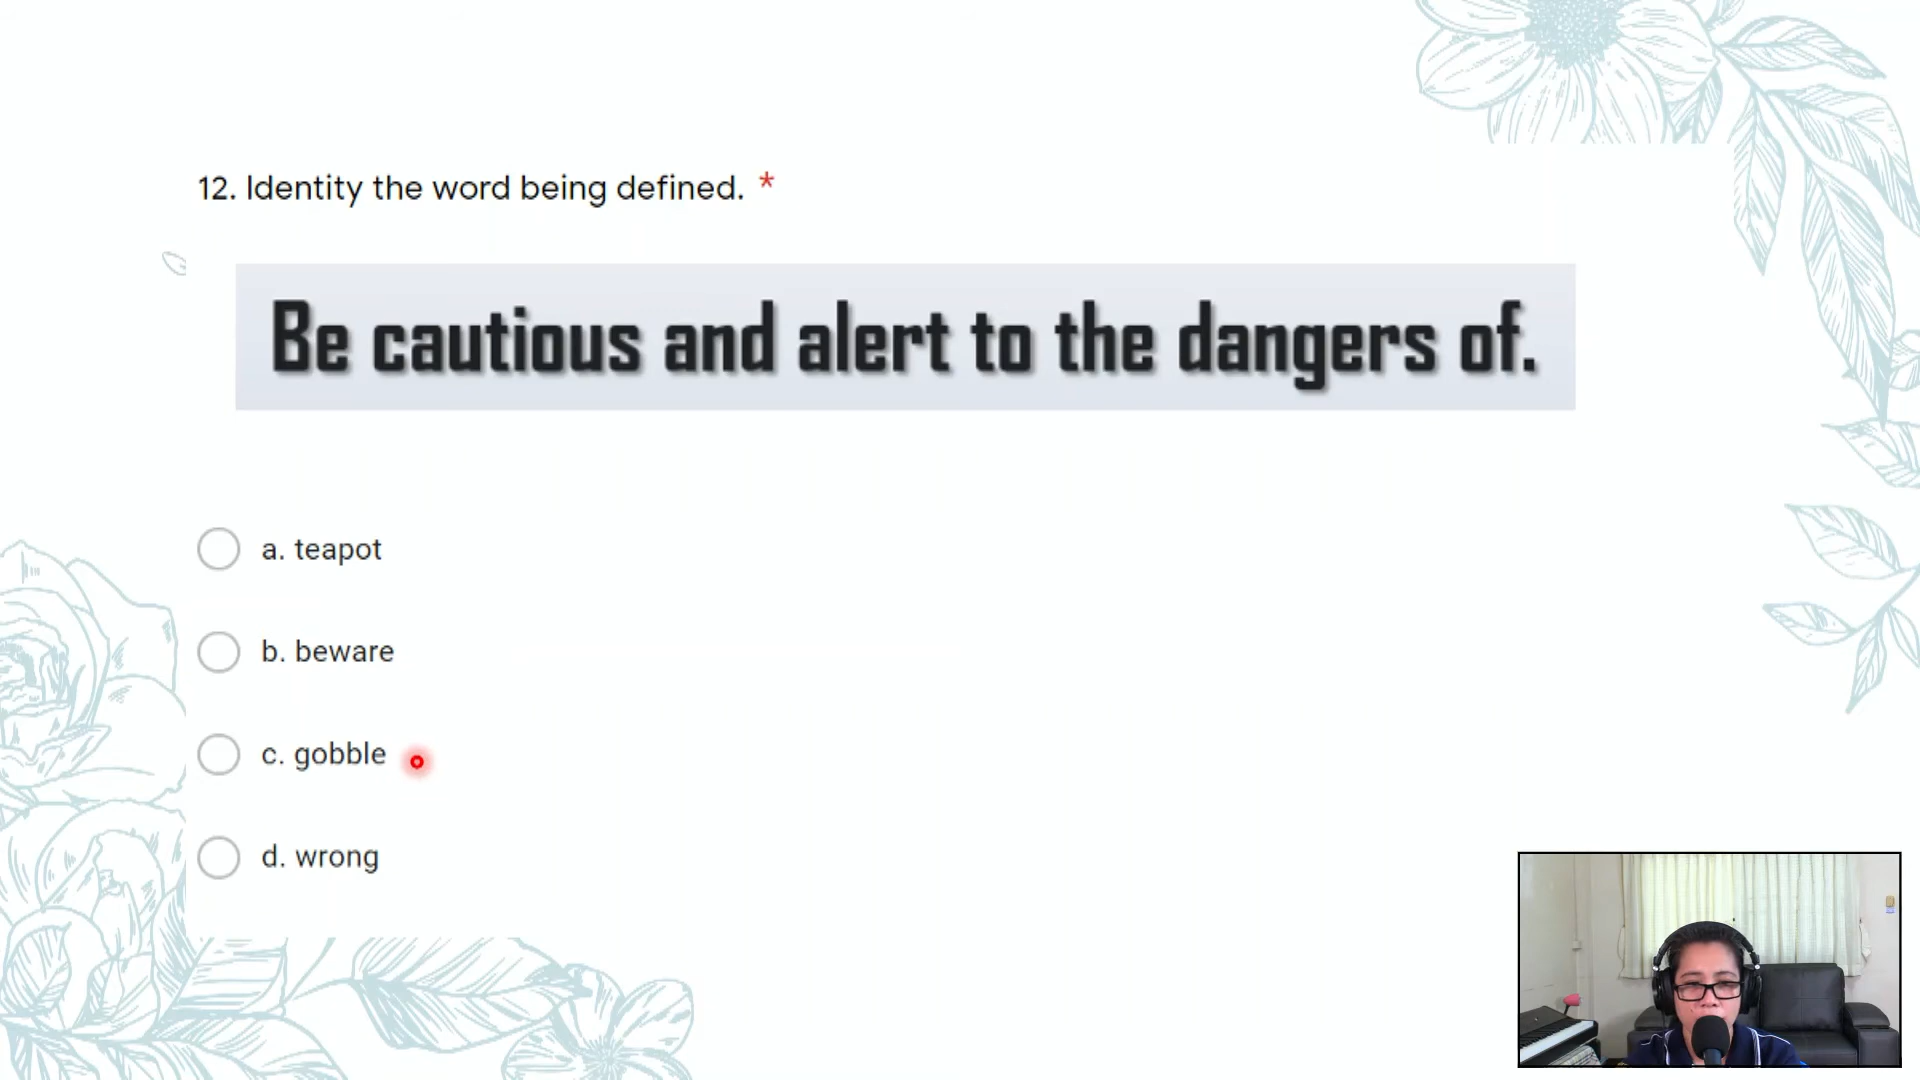 12. Identity the word being defined. *
Be cautious and alert to the dangers of.
a. teapot
b. beware
c. gobble
d. wrong